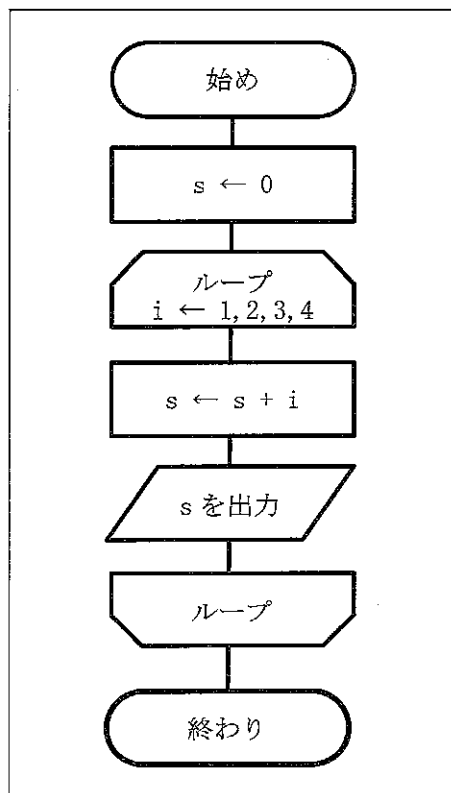 始め
s ← 0
ループ
i ← 1,2,3,4
s ← s + i
sを出力
ループ
終わり